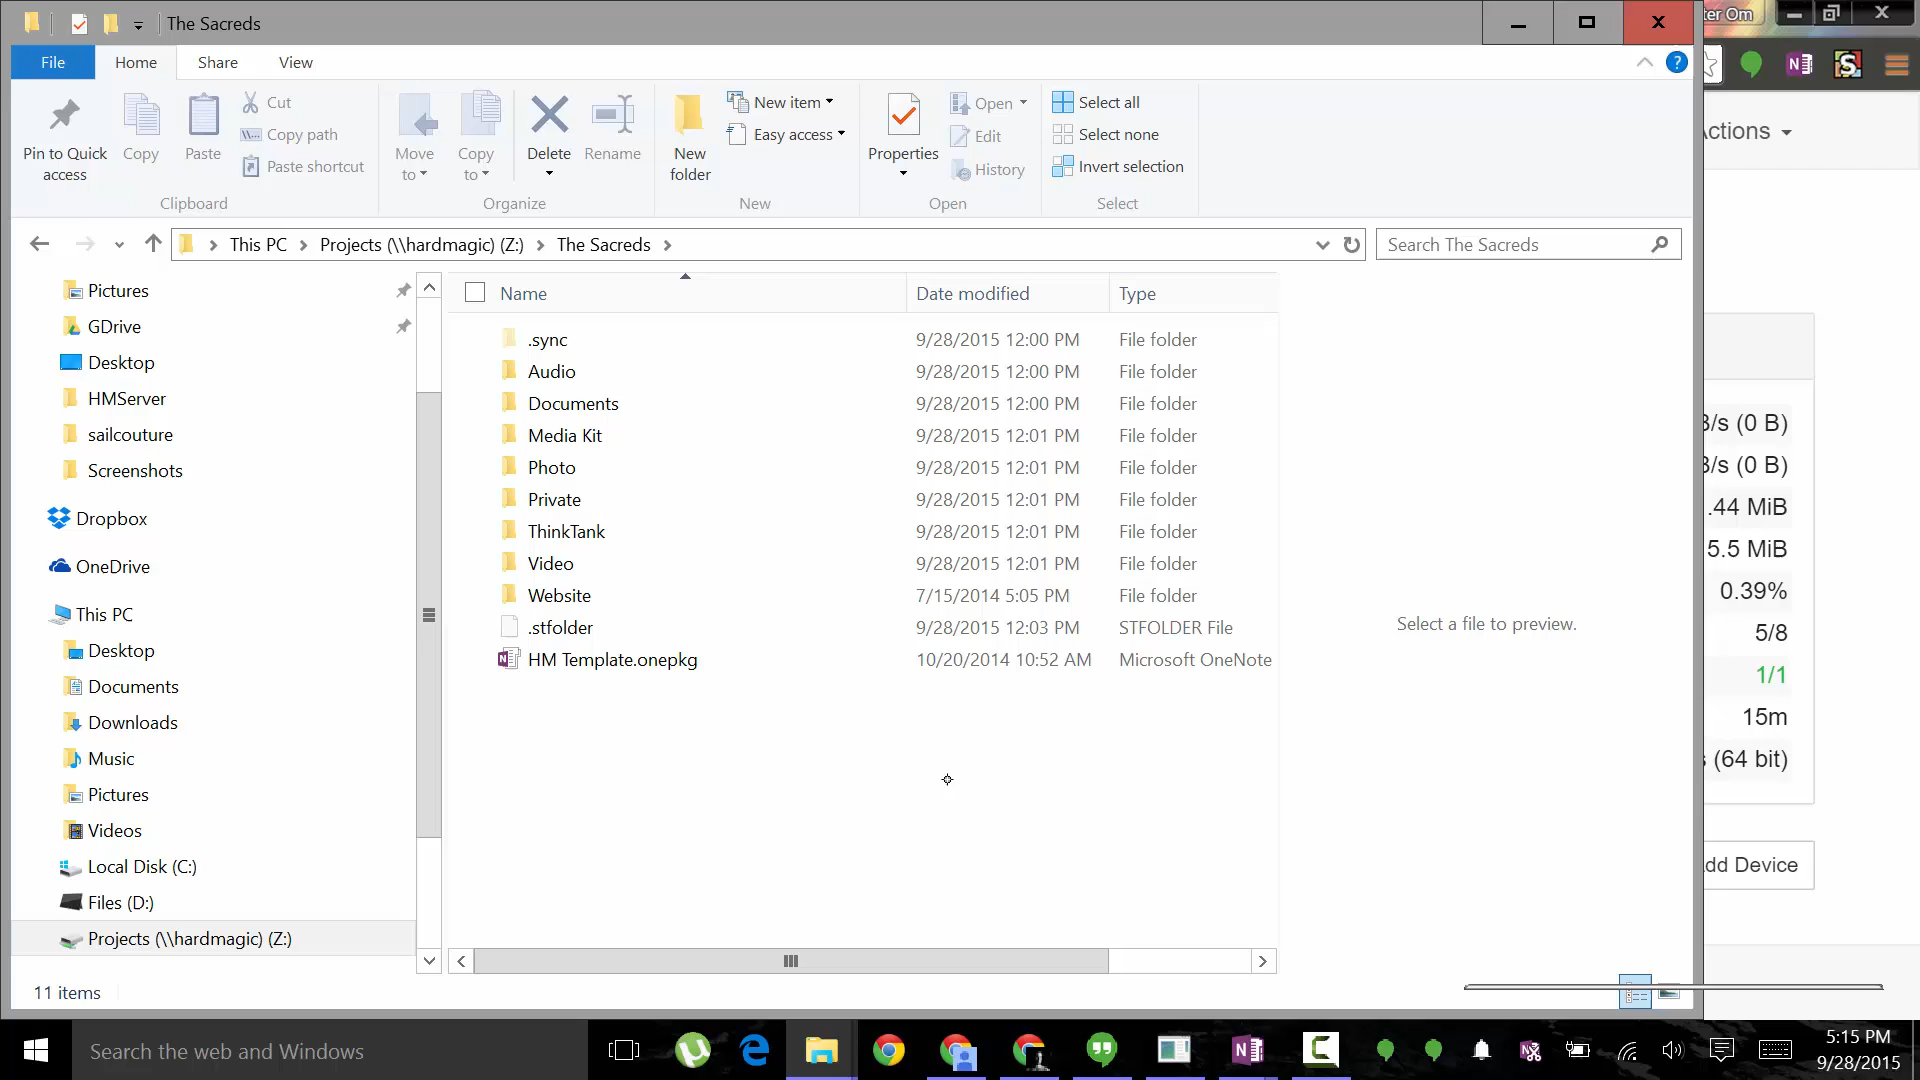 The Sacreds
ter Om
File Home Share View
Pin to Quick access
Copy
Paste
Cut
Copy path
Paste shortcut
Clipboard
Move to
Copy to
Delete
Rename
Organize
New folder
New item
Easy access
New
Properties
Open
Edit
History
Open
Select all
Select none
Invert selection
Select
ctions
This PC Projects (\\hardmagic) (Z:) The Sacreds
Search The Sacreds
Pictures
GDrive
Desktop
HMServer
sailcouture
Screenshots
Dropbox
OneDrive
This PC
Desktop
Documents
Downloads
Music
Pictures
Videos
Local Disk (C:)
Files (D:)
Projects (\\hardmagic) (Z:)
Name Date modified Type
.sync 9/28/2015 12:00 PM File folder
Audio 9/28/2015 12:00 PM File folder
Documents 9/28/2015 12:00 PM File folder
Media Kit 9/28/2015 12:01 PM File folder
Photo 9/28/2015 12:01 PM File folder
Private 9/28/2015 12:01 PM File folder
ThinkTank 9/28/2015 12:01 PM File folder
Video 9/28/2015 12:01 PM File folder
Website 7/15/2014 5:05 PM File folder
.stfolder 9/28/2015 12:03 PM STFOLDER File
HM Template.onepkg 10/20/2014 10:52 AM Microsoft OneNote
Select a file to preview.
B/s (0 B)
B/s (0 B)
.44 MiB
5.5 MiB
0.39%
5/8
1/1
15m
(64 bit)
dd Device
11 items
Search the web and Windows
5:15 PM
9/28/2015